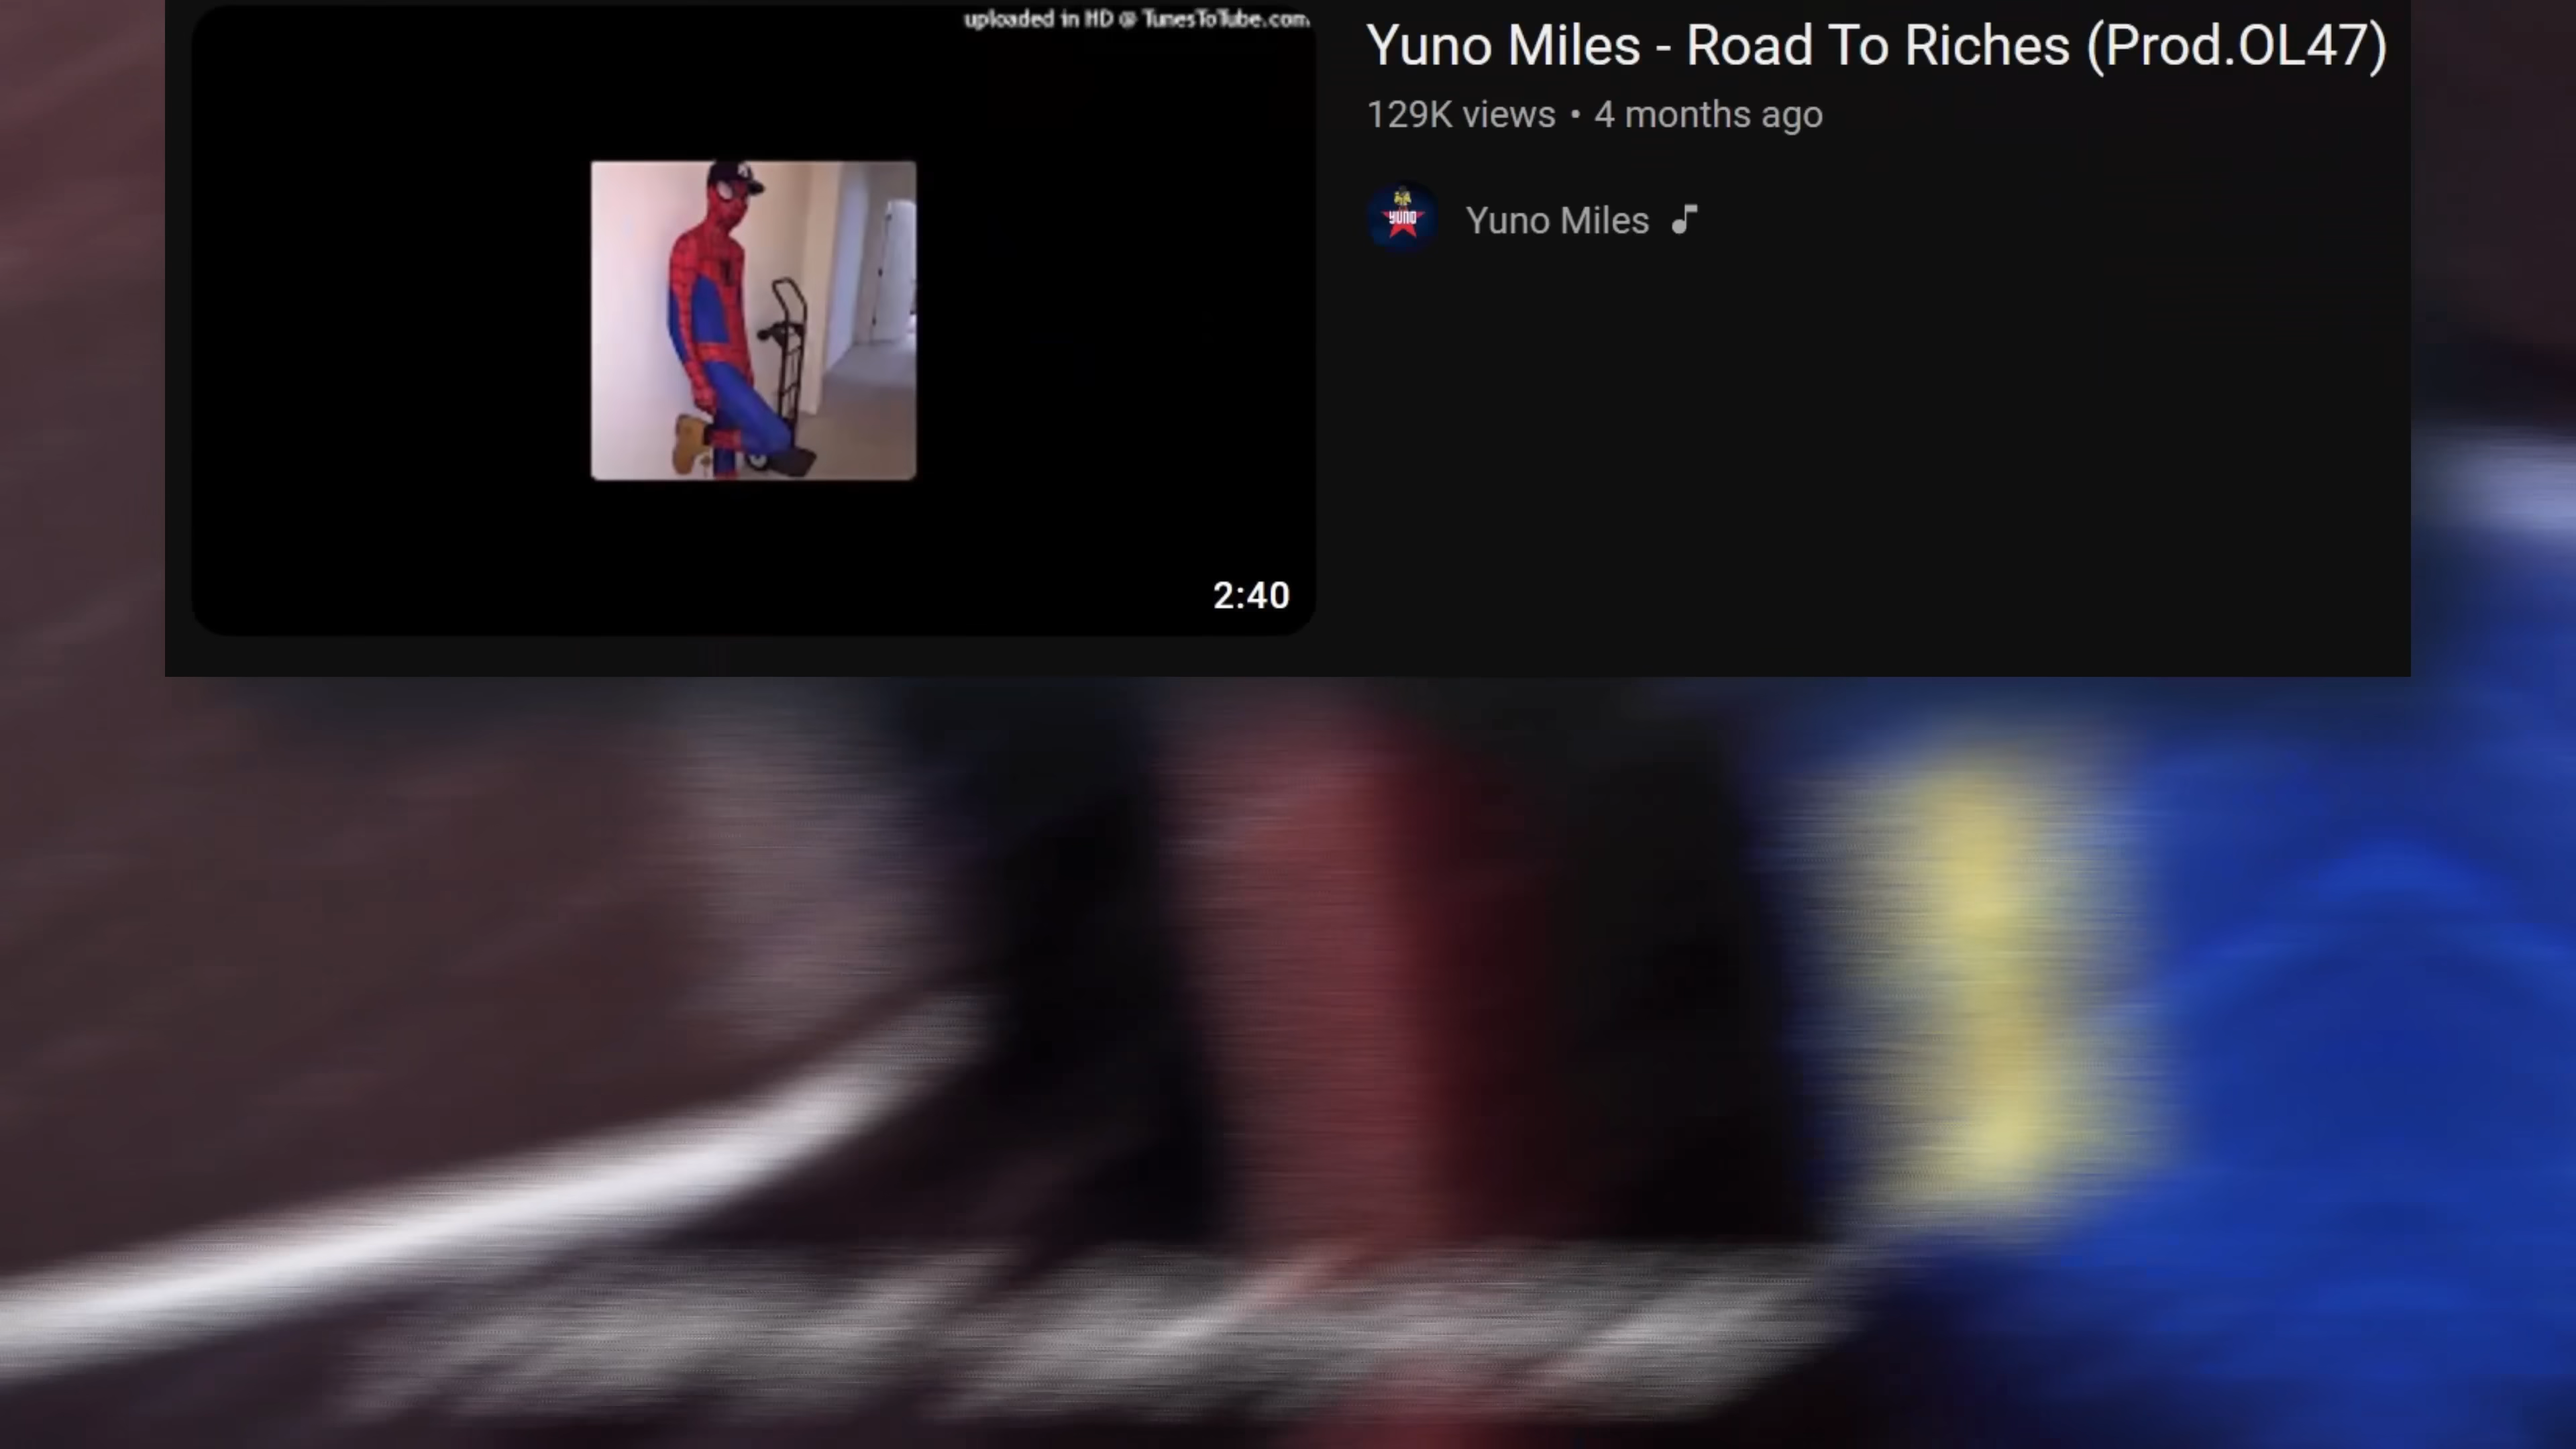 uploaded in HD @ TunesToTube.com
Yuno Miles - Road To Riches (Prod.OL47)
129K views • 4 months ago
YUNO
Yuno Miles
2:40